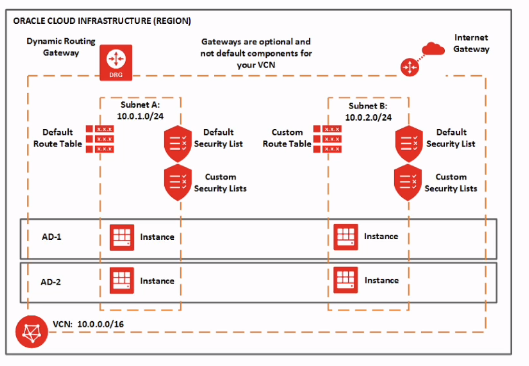 ORACLE CLOUD INFRASTRUCTURE (REGION)
Dynamic Routing
Gateway
DRG
Gateways are optional and
not default components for
your VCN
Internet
Gateway
Subnet A:
10.0.1.0/24
Subnet B:
10.0.2.0/24
Default
Route Table
Default
Security List
Custom
Security Lists
Custom
Route Table
Default
Security List
Custom
Security Lists
AD-1
Instance
Instance
AD-2
Instance
Instance
VCN: 10.0.0.0/16